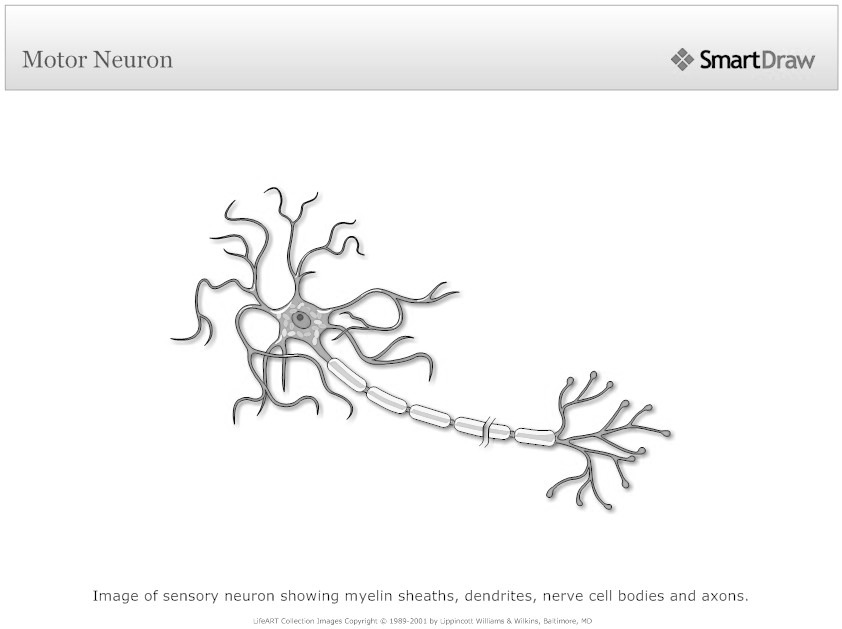 Motor Neuron
SmartDraw
Image of sensory neuron showing myelin sheaths, dendrites, nerve cell bodies and axons.
LifeART Collection Images Copyright © 1989-2001 by Lippincott Williams & Wilkins, Baltimore, MD